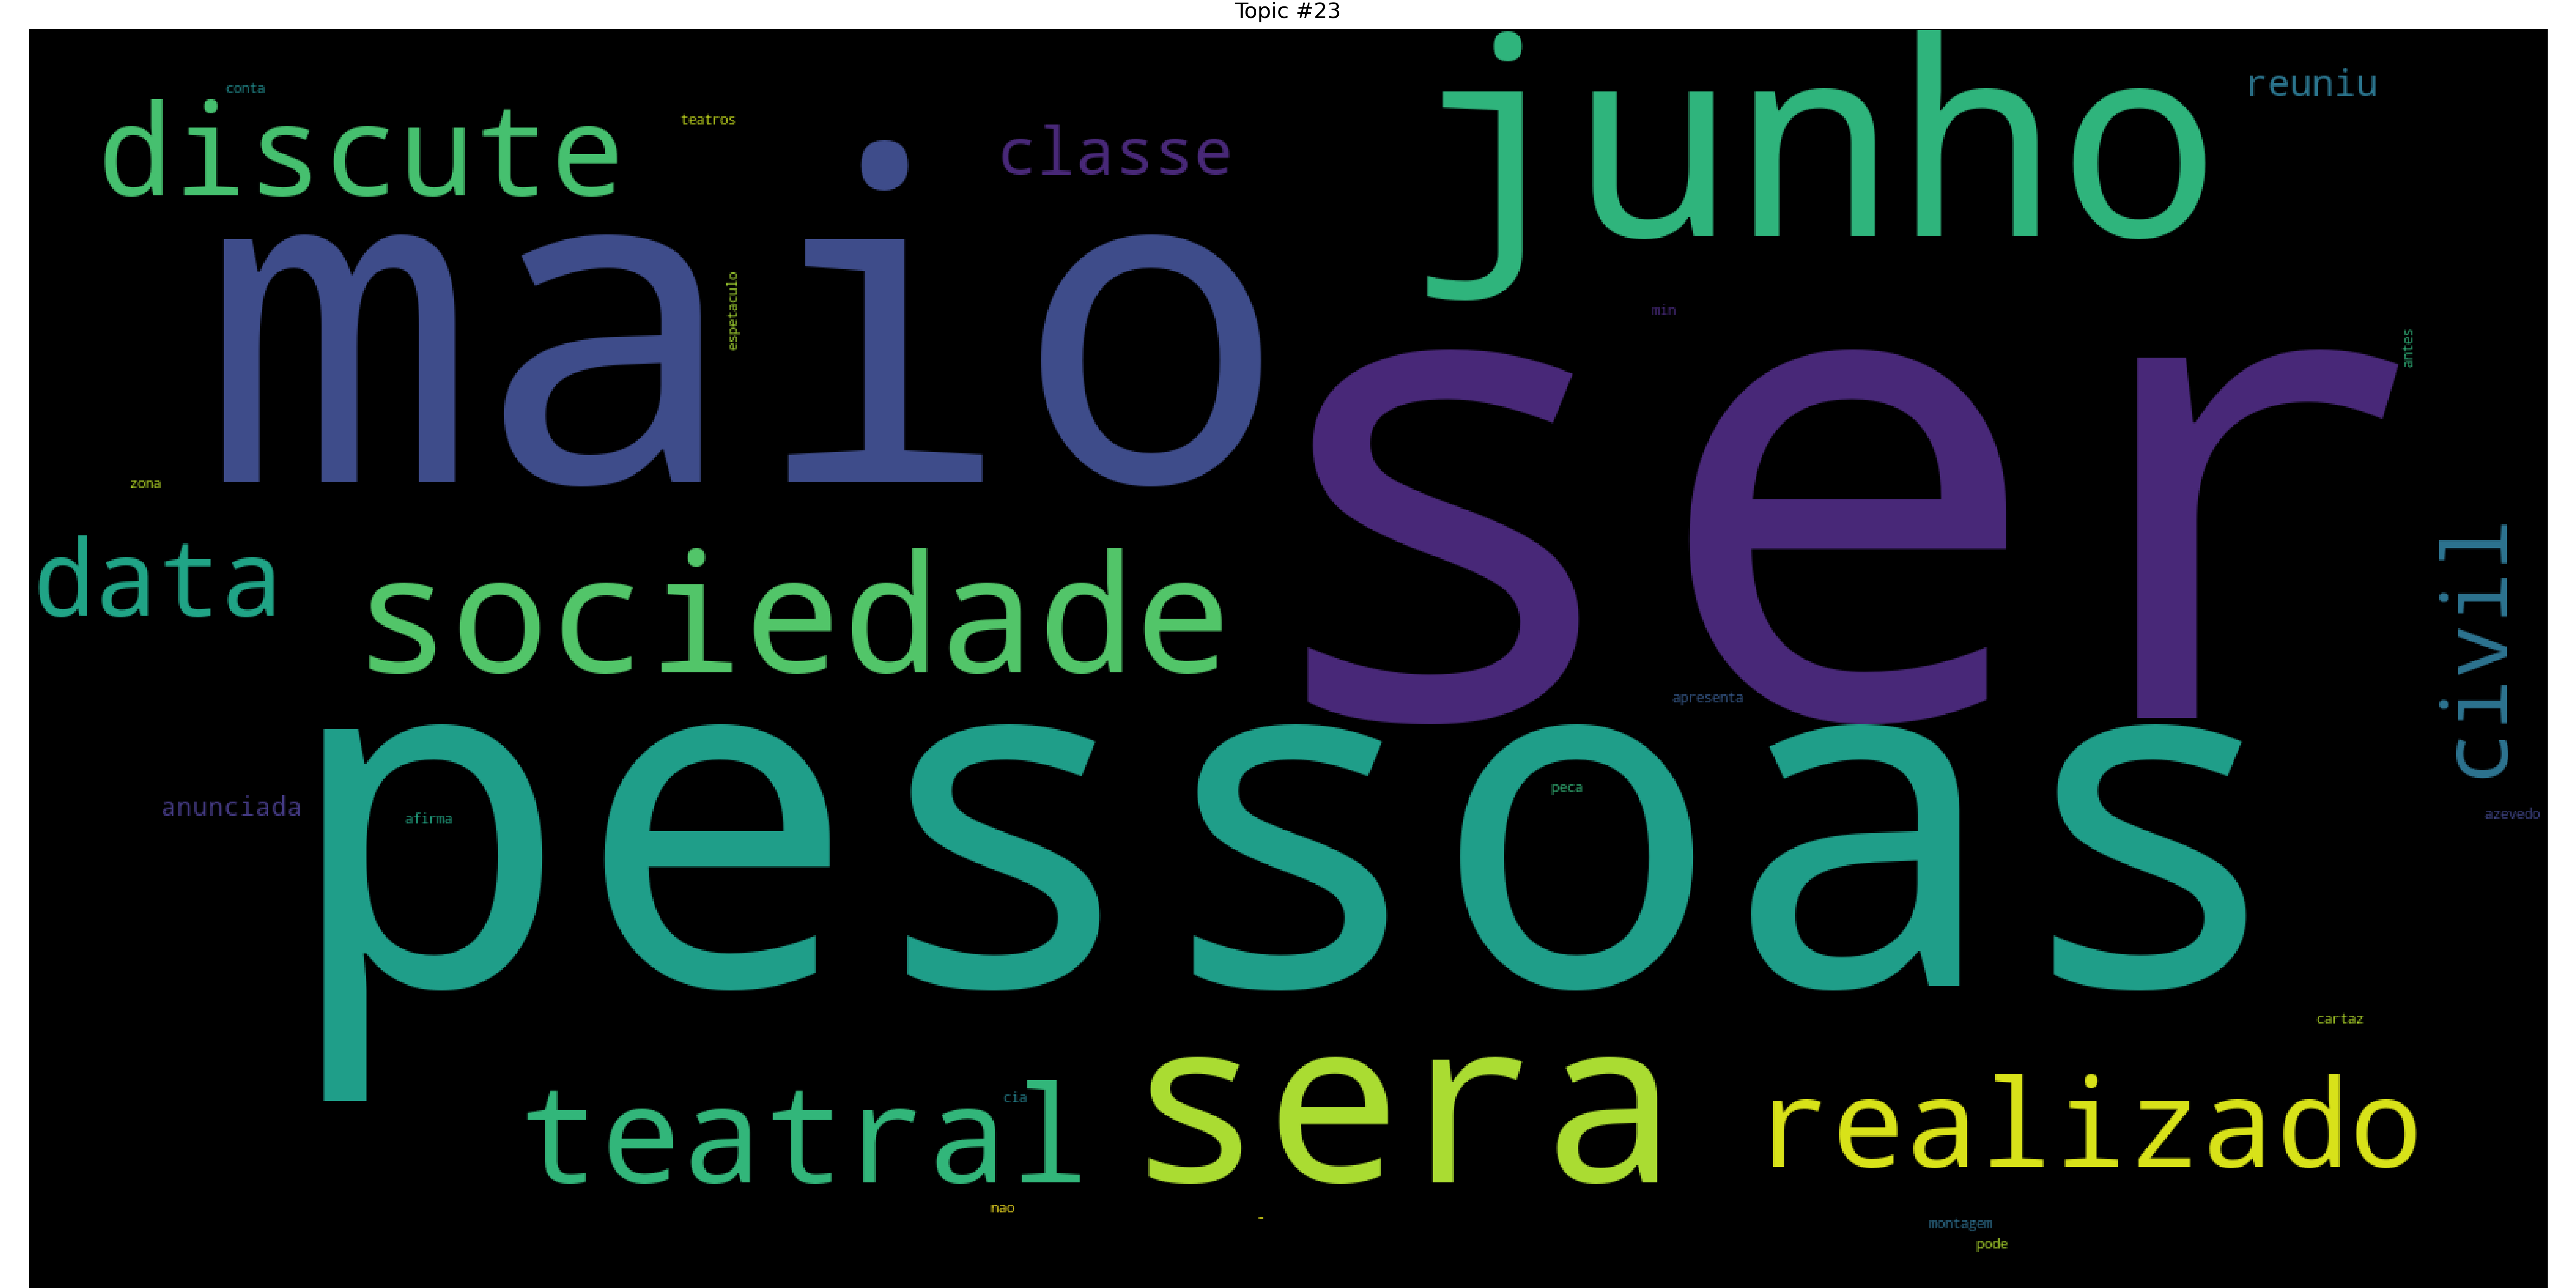 Topic #23
conta
discute
teatros
classe
junho
reuniu
maio
espetaculo
min
antes
ser
zona
data
sociedade
civil
apresenta
pessoas
peca
anunciada
afirma
azevedo
cartaz
teatral
cia
sera
realizado
nao
-
montagem
pode